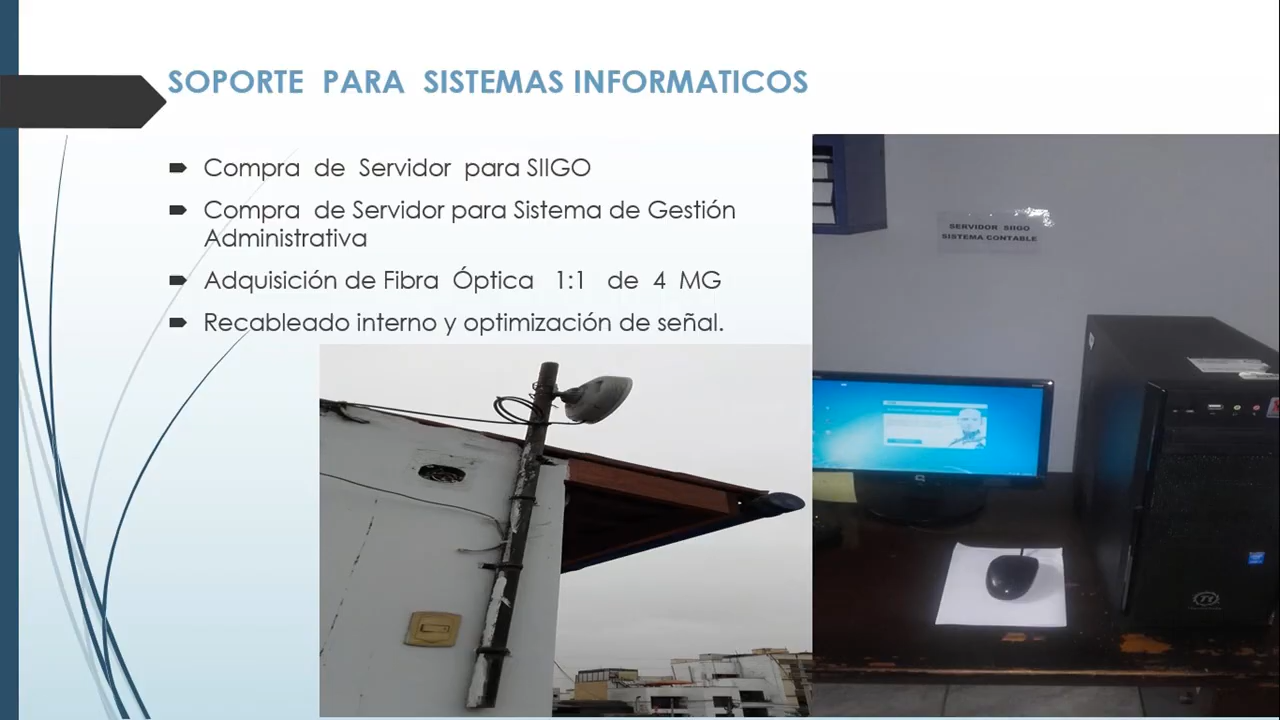 SOPORTE PARA SISTEMAS INFORMATICOS
Compra de Servidor para SIIGO
Compra de Servidor para Sistema de Gestión
Administrativa
Adquisición de Fibra Óptica 1:1 de 4 MG
Recableado interno y optimización de señal.
SERVIDOR SIIGO
SISTEMA CONTABLE